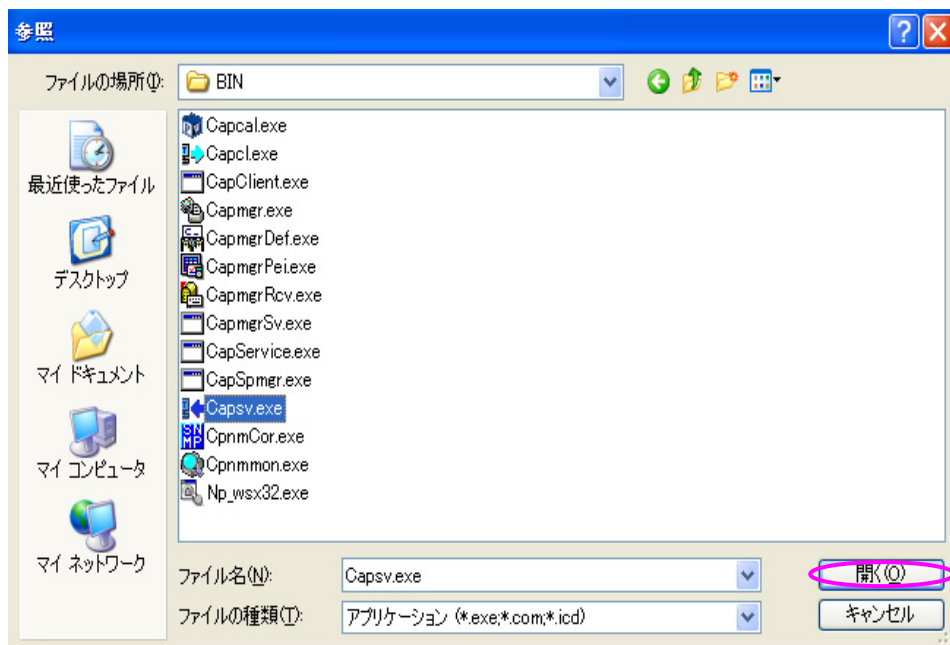 参照
ファイルの場所(I):
BIN
最近使ったファイル
デスクトップ
マイ ドキュメント
マイ コンピュータ
マイ ネットワーク
Capcal.exe
Capcl.exe
CapClient.exe
Capmgr.exe
CapmgrDef.exe
CapmgrPei.exe
CapmgrRcv.exe
CapmgrSv.exe
CapService.exe
CapSpmgr.exe
Capsv.exe
SNMP
CpnmCor.exe
Cpnmmon.exe
Np_wsx32.exe
ファイル名(N):
Capsv.exe
開く(O)
ファイルの種類(T):
アプリケーション (*.exe;*.com;*.icd)
キャンセル